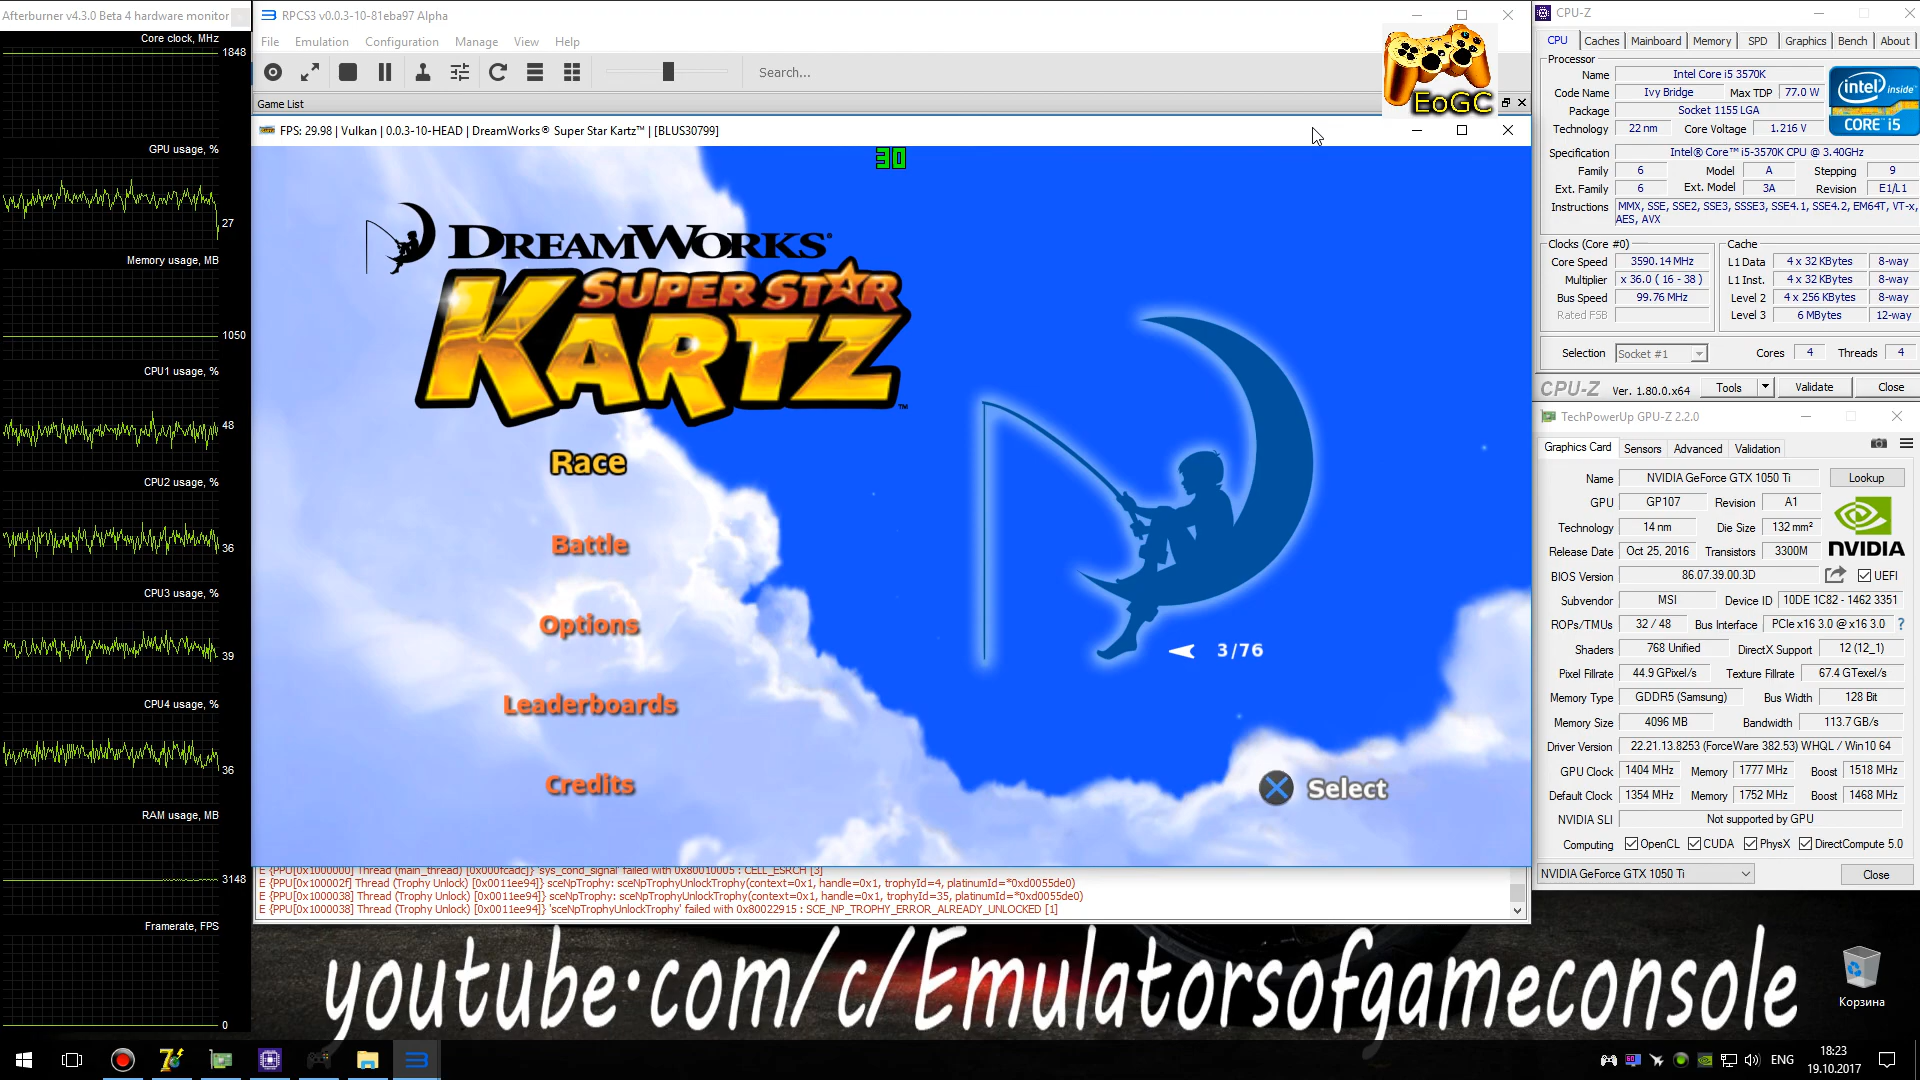 Afterburner v4.3.0 Beta 4 hardware monitor
Core clock, MHz
1848
GPU usage, %
27
Memory usage, MB
1050
CPU1 usage, %
48
CPU2 usage, %
36
CPU3 usage, %
39
CPU4 usage, %
36
RAM usage, MB
3148
Framerate, FPS
0
RPCS3 v0.0.3-10-81eba97 Alpha
File Emulation Configuration Manage View Help
Search...
EoGC
Game List
FPS: 29.98 | Vulkan | 0.0.3-10-HEAD | DreamWorks® Super Star Kartz™ | [BLUS30799]
30
DREAMWORKS®
SUPER STAR
KARTZ™
Race
Battle
Options
Leaderboards
Credits
3/76
Select
E {PPU[0x1000000] Thread (main_thread) [0x000fcadc]} 'sys_cond_signal' failed with 0x80010005 : CELL_ESRCH [3]
E {PPU[0x100002f] Thread (Trophy Unlock) [0x0011ee94]} sceNpTrophy: sceNpTrophyUnlockTrophy(context=0x1, handle=0x1, trophyId=4, platinumId=*0xd0055de0)
E {PPU[0x1000038] Thread (Trophy Unlock) [0x0011ee94]} sceNpTrophy: sceNpTrophyUnlockTrophy(context=0x1, handle=0x1, trophyId=35, platinumId=*0xd0055de0)
E {PPU[0x1000038] Thread (Trophy Unlock) [0x0011ee94]} 'sceNpTrophyUnlockTrophy' failed with 0x80022915 : SCE_NP_TROPHY_ERROR_ALREADY_UNLOCKED [1]
CPU-Z
CPU Caches Mainboard Memory SPD Graphics Bench About
Processor
Name Intel Core i5 3570K
Code Name Ivy Bridge Max TDP 77.0 W
Package Socket 1155 LGA
Technology 22 nm Core Voltage 1.216 V
intel inside™
CORE i5
Specification Intel® Core™ i5-3570K CPU @ 3.40GHz
Family 6 Model A Stepping 9
Ext. Family 6 Ext. Model 3A Revision E1/L1
Instructions MMX, SSE, SSE2, SSE3, SSSE3, SSE4.1, SSE4.2, EM64T, VT-x,
AES, AVX
Clocks (Core #0) Cache
Core Speed 3590.14 MHz L1 Data 4 x 32 KBytes 8-way
Multiplier x 36.0 ( 16 - 38 ) L1 Inst. 4 x 32 KBytes 8-way
Bus Speed 99.76 MHz Level 2 4 x 256 KBytes 8-way
Rated FSB Level 3 6 MBytes 12-way
Selection Socket #1 Cores 4 Threads 4
CPU-Z Ver. 1.80.0.x64 Tools Validate Close
TechPowerUp GPU-Z 2.2.0
Graphics Card Sensors Advanced Validation
Name NVIDIA GeForce GTX 1050 Ti Lookup
GPU GP107 Revision A1
Technology 14 nm Die Size 132 mm²
Release Date Oct 25, 2016 Transistors 3300M
NVIDIA
BIOS Version 86.07.39.00.3D UEFI
Subvendor MSI Device ID 10DE 1C82 - 1462 3351
ROPs/TMUs 32 / 48 Bus Interface PCIe x16 3.0 @ x16 3.0 ?
Shaders 768 Unified DirectX Support 12 (12_1)
Pixel Fillrate 44.9 GPixel/s Texture Fillrate 67.4 GTexel/s
Memory Type GDDR5 (Samsung) Bus Width 128 Bit
Memory Size 4096 MB Bandwidth 113.7 GB/s
Driver Version 22.21.13.8253 (ForceWare 382.53) WHQL / Win10 64
GPU Clock 1404 MHz Memory 1777 MHz Boost 1518 MHz
Default Clock 1354 MHz Memory 1752 MHz Boost 1468 MHz
NVIDIA SLI Not supported by GPU
Computing OpenCL CUDA PhysX DirectCompute 5.0
NVIDIA GeForce GTX 1050 Ti Close
youtube.com/c/Emulatorsofgameconsole
Корзина
ENG
18:23
19.10.2017